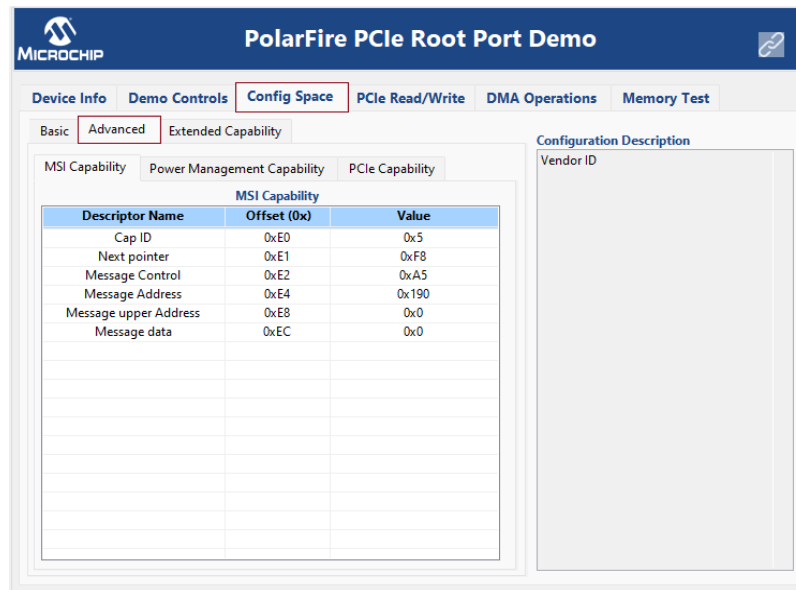 MICROCHIP
PolarFire PCIe Root Port Demo
Device Info Demo Controls Config Space PCIe Read/Write DMA Operations Memory Test
Basic Advanced Extended Capability
Configuration Description
Vendor ID
MSI Capability Power Management Capability PCIe Capability
MSI Capability
Descriptor Name Offset (0x) Value
Cap ID 0xE0 0x5
Next pointer 0xE1 0xF8
Message Control 0xE2 0xA5
Message Address 0xE4 0x190
Message upper Address 0xE8 0x0
Message data 0xEC 0x0